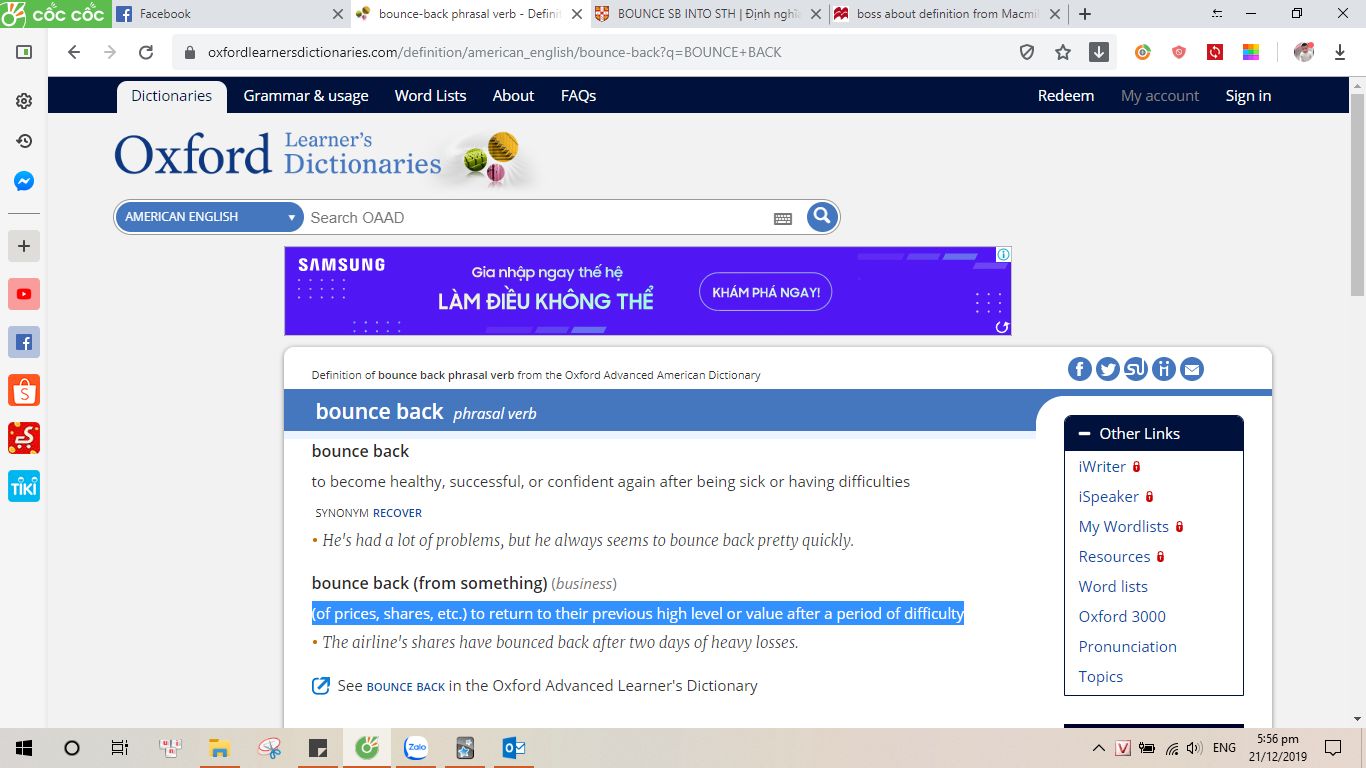 cốc cốc
Facebook
bounce-back phrasal verb - Defin
BOUNCE SB INTO STH | Định nghĩ
boss about definition from Macmil
oxfordlearnersdictionaries.com/definition/american_english/bounce-back?q=BOUNCE+BACK
Dictionaries
Grammar & usage
Word Lists
About
FAQs
Redeem
My account
Sign in
Oxford Learner's Dictionaries
AMERICAN ENGLISH
Search OAAD
SAMSUNG
Gia nhập ngay thế hệ
LÀM ĐIỀU KHÔNG THỂ
KHÁM PHÁ NGAY!
Definition of bounce back phrasal verb from the Oxford Advanced American Dictionary
bounce back phrasal verb
bounce back
to become healthy, successful, or confident again after being sick or having difficulties
SYNONYM RECOVER
• He's had a lot of problems, but he always seems to bounce back pretty quickly.
bounce back (from something) (business)
(of prices, shares, etc.) to return to their previous high level or value after a period of difficulty
• The airline's shares have bounced back after two days of heavy losses.
See BOUNCE BACK in the Oxford Advanced Learner's Dictionary
Other Links
iWriter
iSpeaker
My Wordlists
Resources
Word lists
Oxford 3000
Pronunciation
Topics
TIKI
Zalo
ENG
5:56 pm
21/12/2019